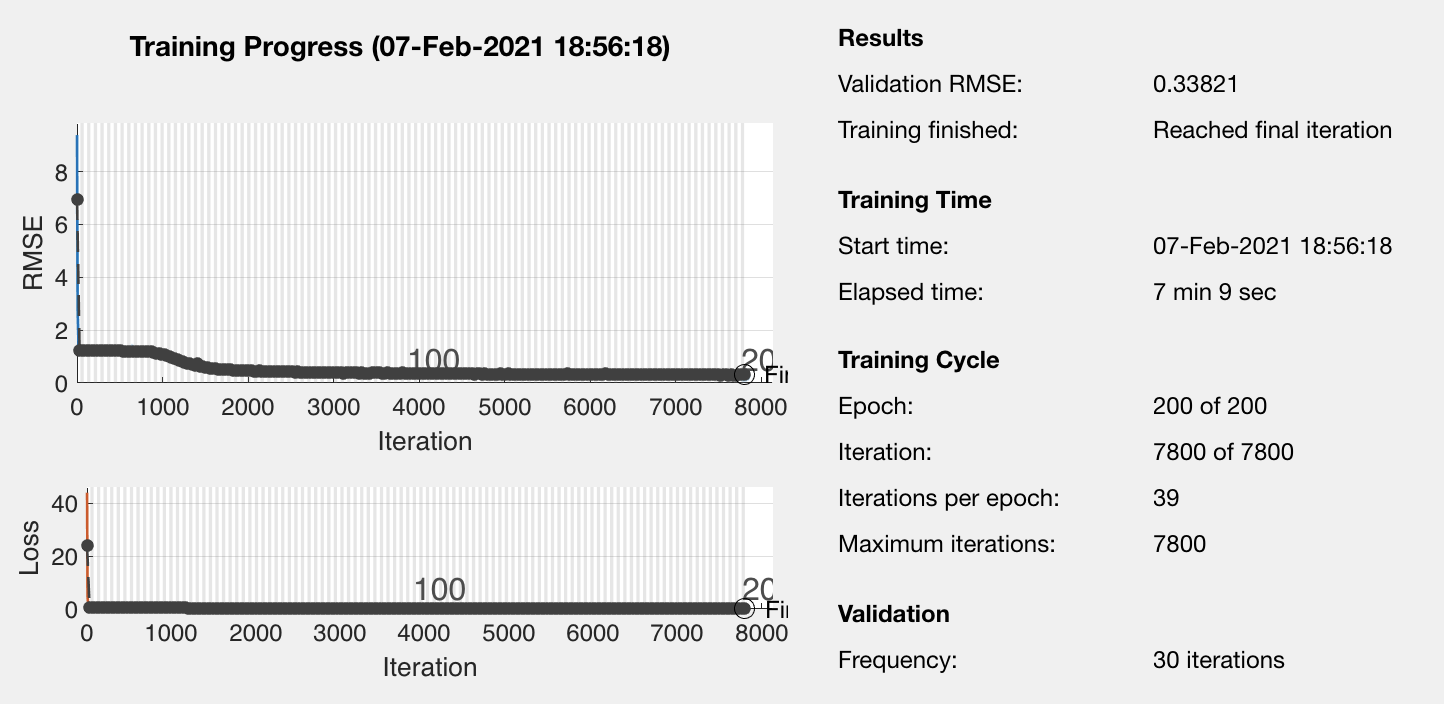 Training Progress (07-Feb-2021 18:56:18)
8
6
4
2
0
RMSE
100
20
Fi
0 1000 2000 3000 4000 5000 6000 7000 8000
Iteration
40
20
0
Loss
100
20
Fi
0 1000 2000 3000 4000 5000 6000 7000 8000
Iteration
Results
Validation RMSE: 0.33821
Training finished: Reached final iteration
Training Time
Start time: 07-Feb-2021 18:56:18
Elapsed time: 7 min 9 sec
Training Cycle
Epoch: 200 of 200
Iteration: 7800 of 7800
Iterations per epoch: 39
Maximum iterations: 7800
Validation
Frequency: 30 iterations